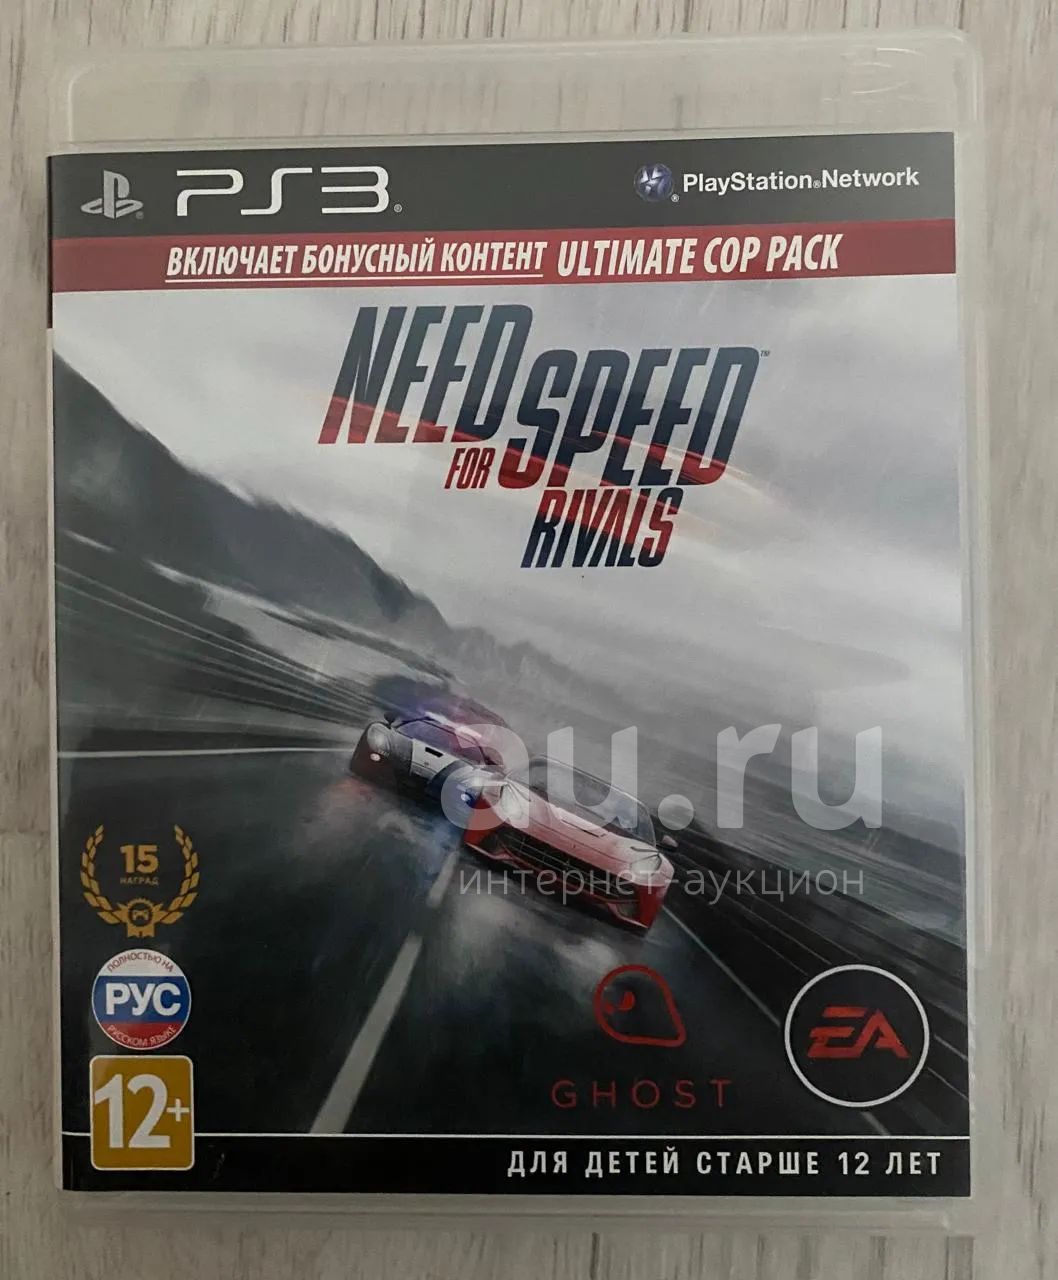 PS3
PlayStation®Network
ВКЛЮЧАЕТ БОНУСНЫЙ КОНТЕНТ ULTIMATE COP PACK
NEED
FOR SPEED™
RIVALS
au.ru
интернет-аукцион
15
НАГРАД
ПОЛНОСТЬЮ НА
РУС
РУССКОМ ЯЗЫКЕ
GHOST
EA
12+
ДЛЯ ДЕТЕЙ СТАРШЕ 12 ЛЕТ